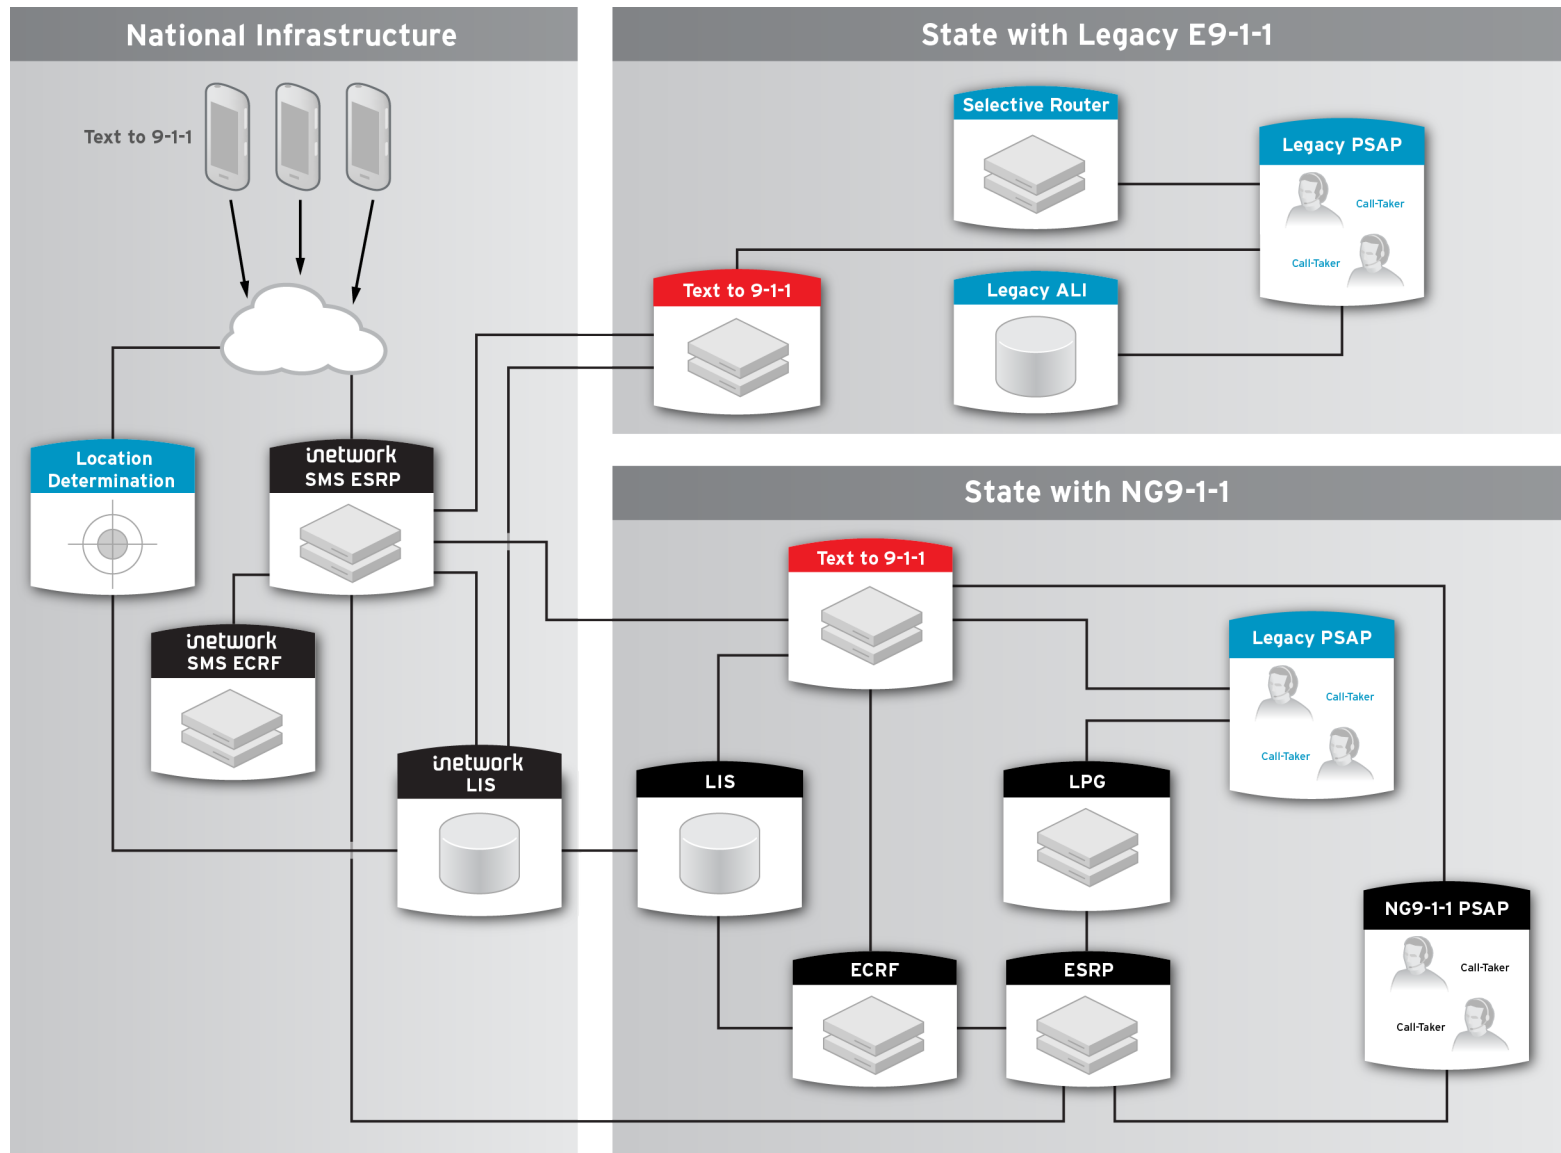 National Infrastructure
Text to 9-1-1
Location
Determination
inetwork
SMS ESRP
inetwork
SMS ECRF
inetwork
LIS
State with Legacy E9-1-1
Selective Router
Legacy PSAP
Call-Taker
Call-Taker
Text to 9-1-1
Legacy ALI
State with NG9-1-1
Text to 9-1-1
Legacy PSAP
Call-Taker
Call-Taker
LIS
LPG
NG9-1-1 PSAP
Call-Taker
Call-Taker
ECRF
ESRP